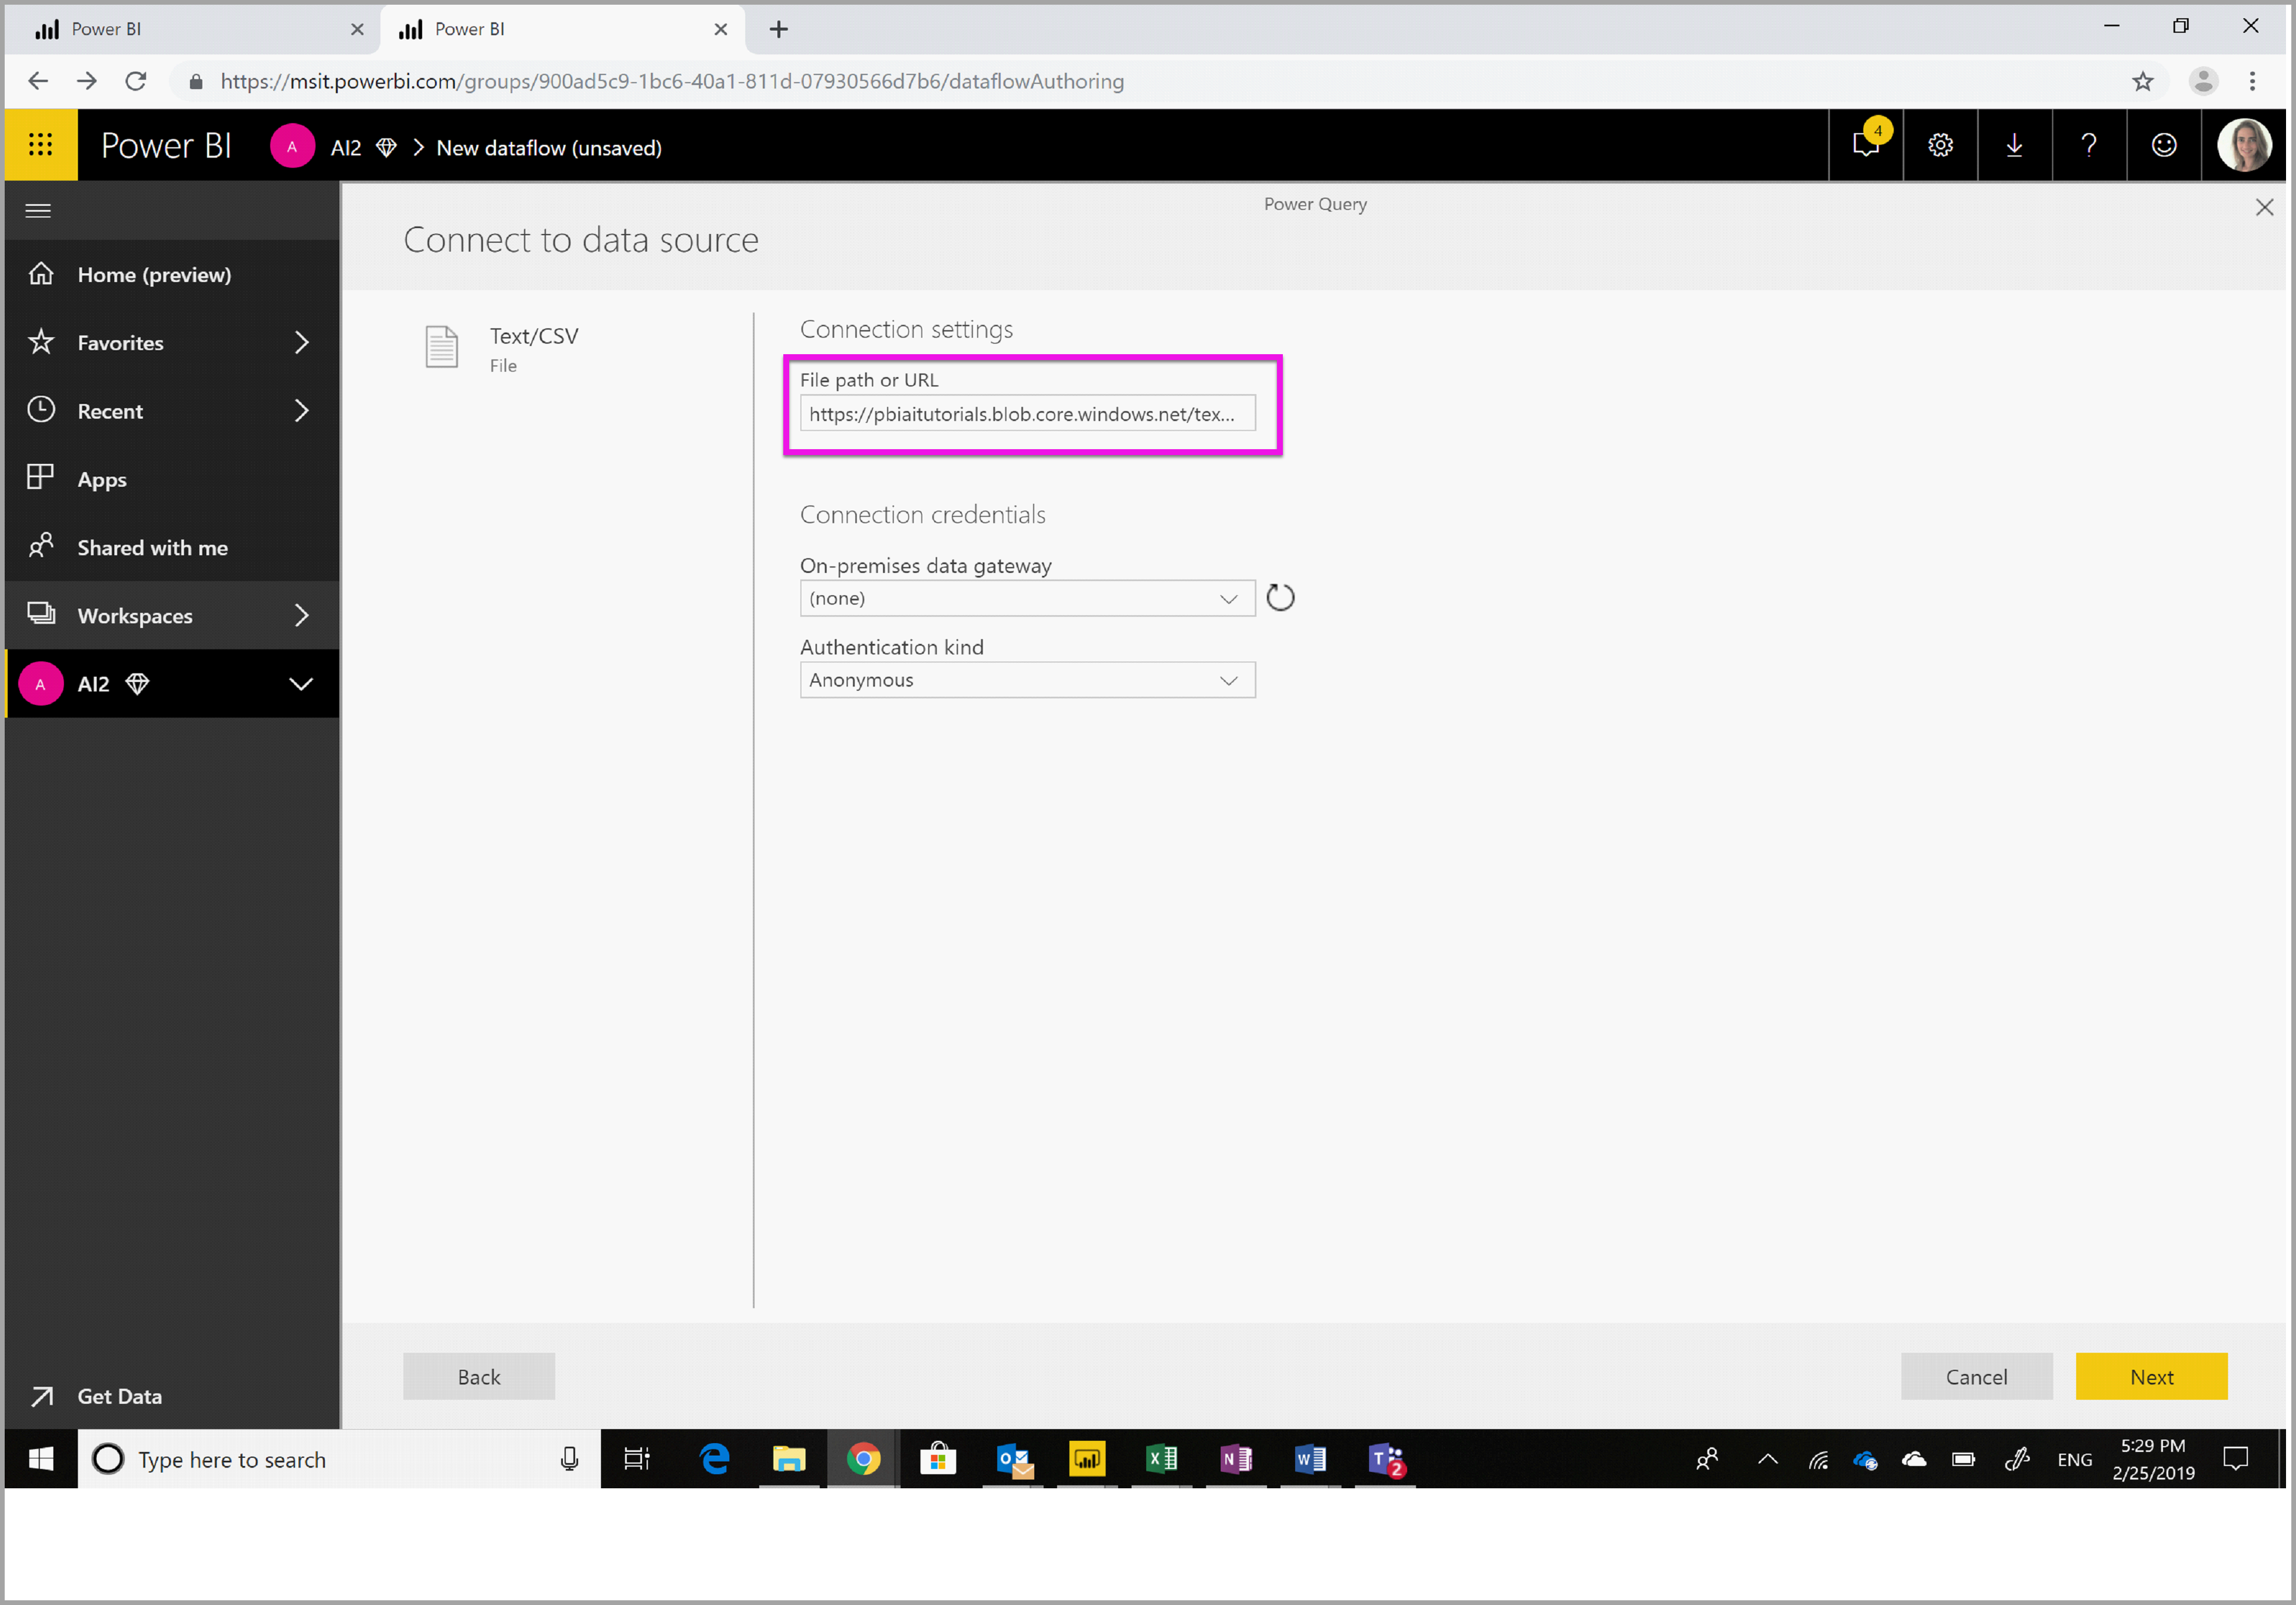 Power BI
Power BI
https://msit.powerbi.com/groups/900ad5c9-1bc6-40a1-811d-07930566d7b6/dataflowAuthoring
Power BI A AI2 New dataflow (unsaved) 4 ?
Power Query
Connect to data source
Home (preview)
Favorites
Recent
Apps
Shared with me
Workspaces
A AI2
Get Data
Text/CSV
File
Connection settings
File path or URL
https://pbiaitutorials.blob.core.windows.net/tex...
Connection credentials
On-premises data gateway
(none)
Authentication kind
Anonymous
Back
Cancel
Next
Type here to search
2
ENG
5:29 PM
2/25/2019